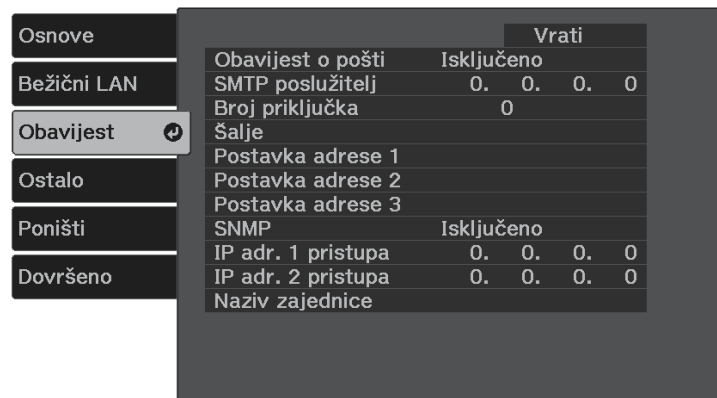 Osnove
Bežični LAN
Obavijest
Ostalo
Poništi
Dovršeno
Vrati
Obavijest o pošti Isključeno
SMTP poslužitelj 0. 0. 0. 0
Broj priključka 0
Šalje
Postavka adrese 1
Postavka adrese 2
Postavka adrese 3
SNMP Isključeno
IP adr. 1 pristupa 0. 0. 0. 0
IP adr. 2 pristupa 0. 0. 0. 0
Naziv zajednice